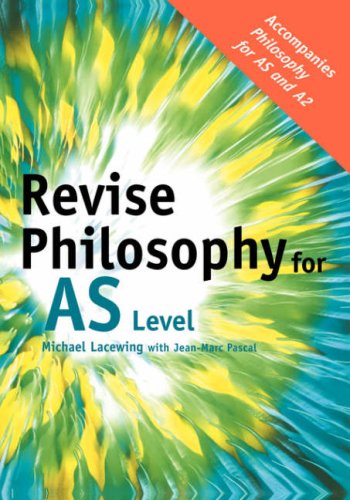 Accompanies
Philosophy
for AS and A2
Revise
Philosophy for
AS Level
Michael Lacewing with Jean-Marc Pascal